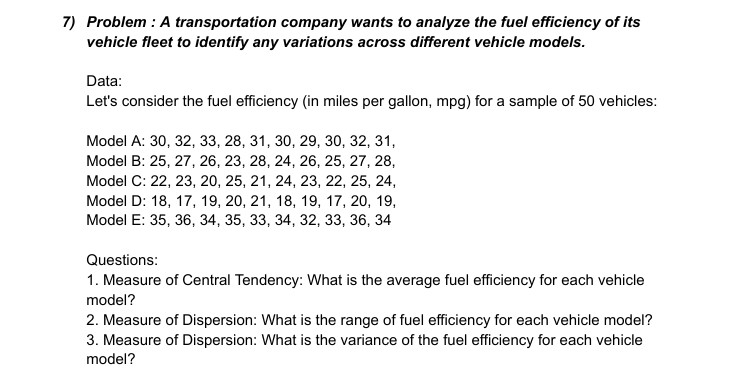 7) Problem : A transportation company wants to analyze the fuel efficiency of its
vehicle fleet to identify any variations across different vehicle models.
Data:
Let's consider the fuel efficiency (in miles per gallon, mpg) for a sample of 50 vehicles:
Model A: 30, 32, 33, 28, 31, 30, 29, 30, 32, 31,
Model B: 25, 27, 26, 23, 28, 24, 26, 25, 27, 28,
Model C: 22, 23, 20, 25, 21, 24, 23, 22, 25, 24,
Model D: 18, 17, 19, 20, 21, 18, 19, 17, 20, 19,
Model E: 35, 36, 34, 35, 33, 34, 32, 33, 36, 34
Questions:
1. Measure of Central Tendency: What is the average fuel efficiency for each vehicle
model?
2. Measure of Dispersion: What is the range of fuel efficiency for each vehicle model?
3. Measure of Dispersion: What is the variance of the fuel efficiency for each vehicle
model?